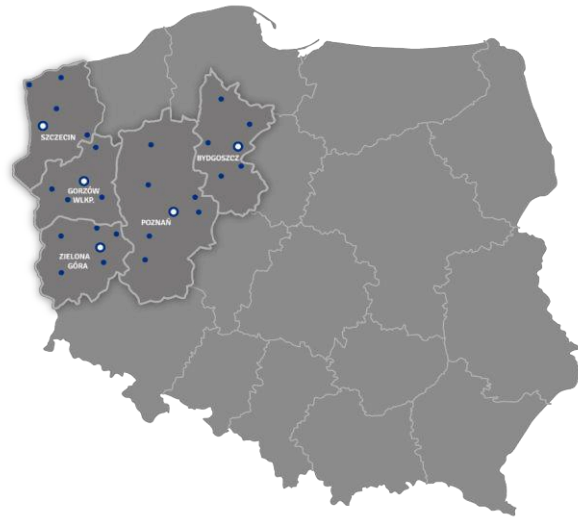 SZCZECIN
BYDGOSZCZ
GORZÓW
WLKP.
POZNAŃ
ZIELONA
GÓRA